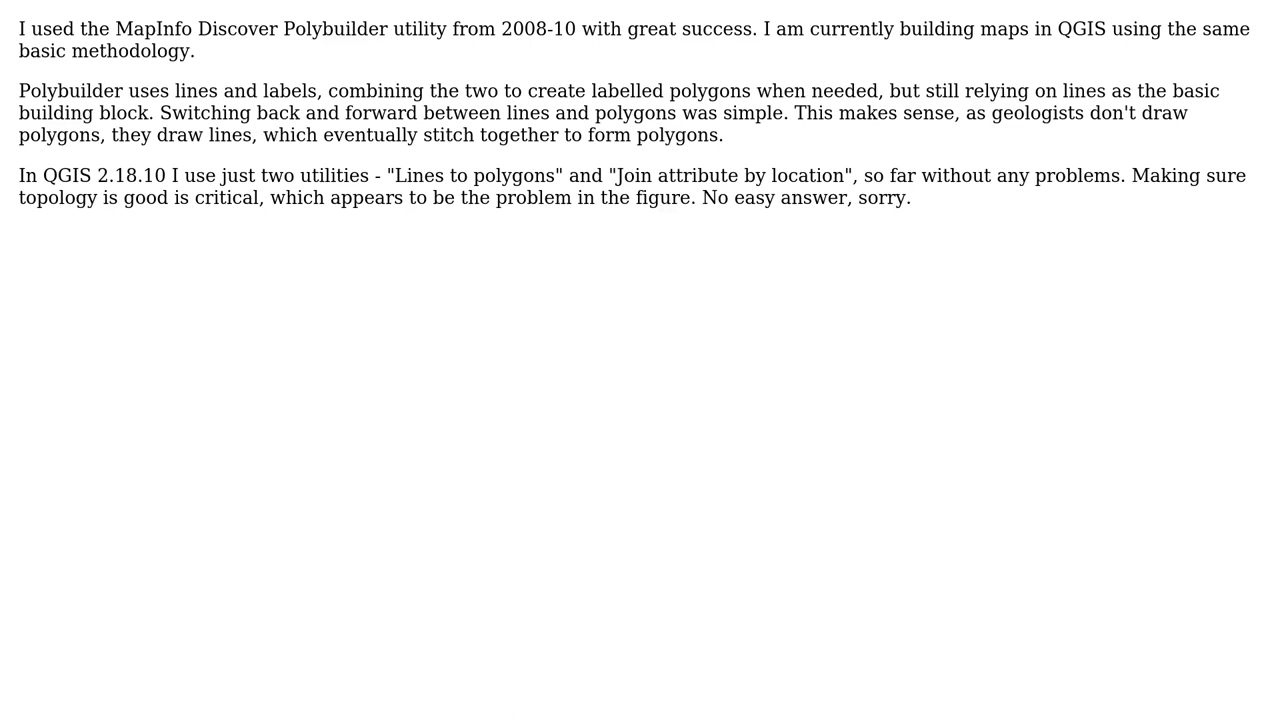 I used the MapInfo Discover Polybuilder utility from 2008-10 with great success. I am currently building maps in QGIS using the same
basic methodology.
Polybuilder uses lines and labels, combining the two to create labelled polygons when needed, but still relying on lines as the basic
building block. Switching back and forward between lines and polygons was simple. This makes sense, as geologists don't draw
polygons, they draw lines, which eventually stitch together to form polygons.
In QGIS 2.18.10 I use just two utilities - "Lines to polygons" and "Join attribute by location", so far without any problems. Making sure
topology is good is critical, which appears to be the problem in the figure. No easy answer, sorry.